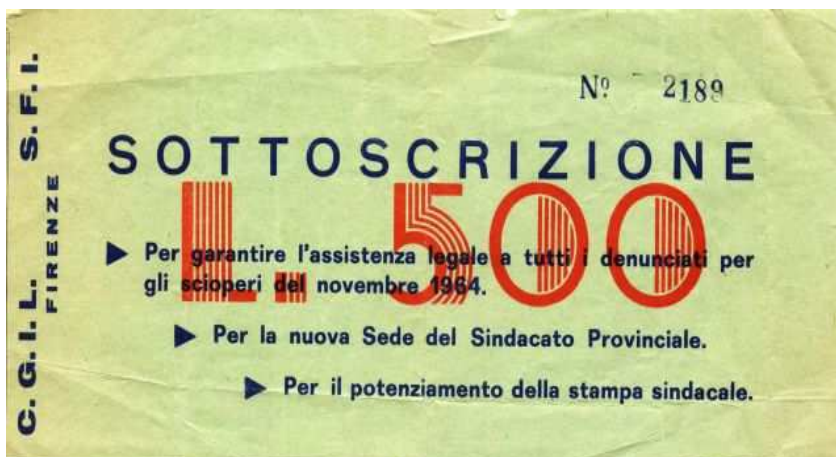 C. G. I. L. S. F. I.
FIRENZE
Nº 2189
SOTTOSCRIZIONE
L. 500
▶ Per garantire l'assistenza legale a tutti i denunciati per
gli scioperi del novembre 1964.
▶ Per la nuova Sede del Sindacato Provinciale.
▶ Per il potenziamento della stampa sindacale.